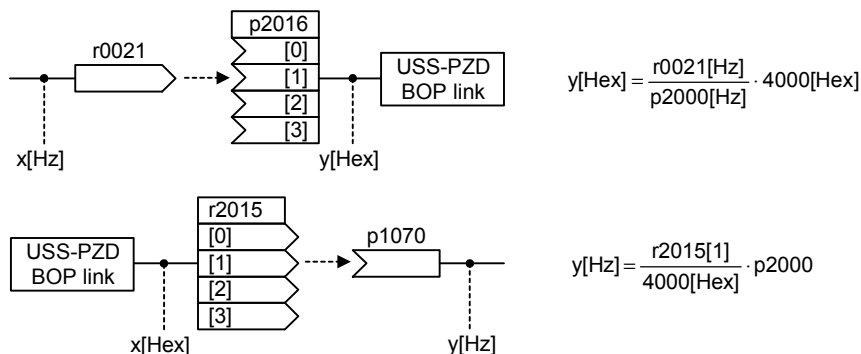 p2016
r0021
[0]
[1]
[2]
[3]
USS-PZD
BOP link
x[Hz]
y[Hex]
y[Hex] = r0021[Hz] / p2000[Hz] · 4000[Hex]
r2015
[0]
[1]
[2]
[3]
p1070
USS-PZD
BOP link
x[Hex]
y[Hz]
y[Hz] = r2015[1] / 4000[Hex] · p2000